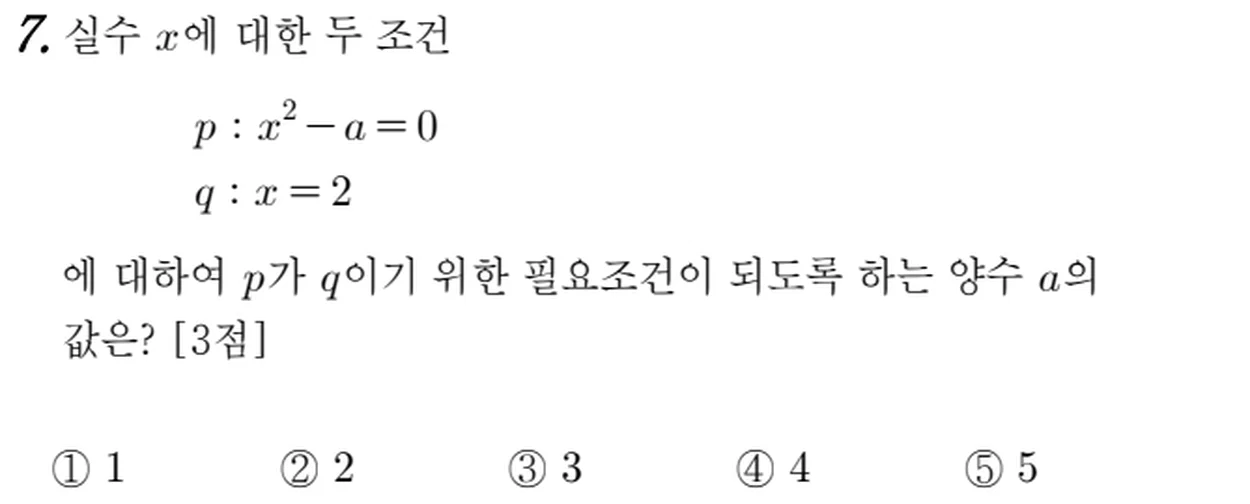 7. 실수 x에 대한 두 조건
p : x² − a = 0
q : x = 2
에 대하여 p가 q이기 위한 필요조건이 되도록 하는 양수 a의
값은? [3점]
① 1 ② 2 ③ 3 ④ 4 ⑤ 5